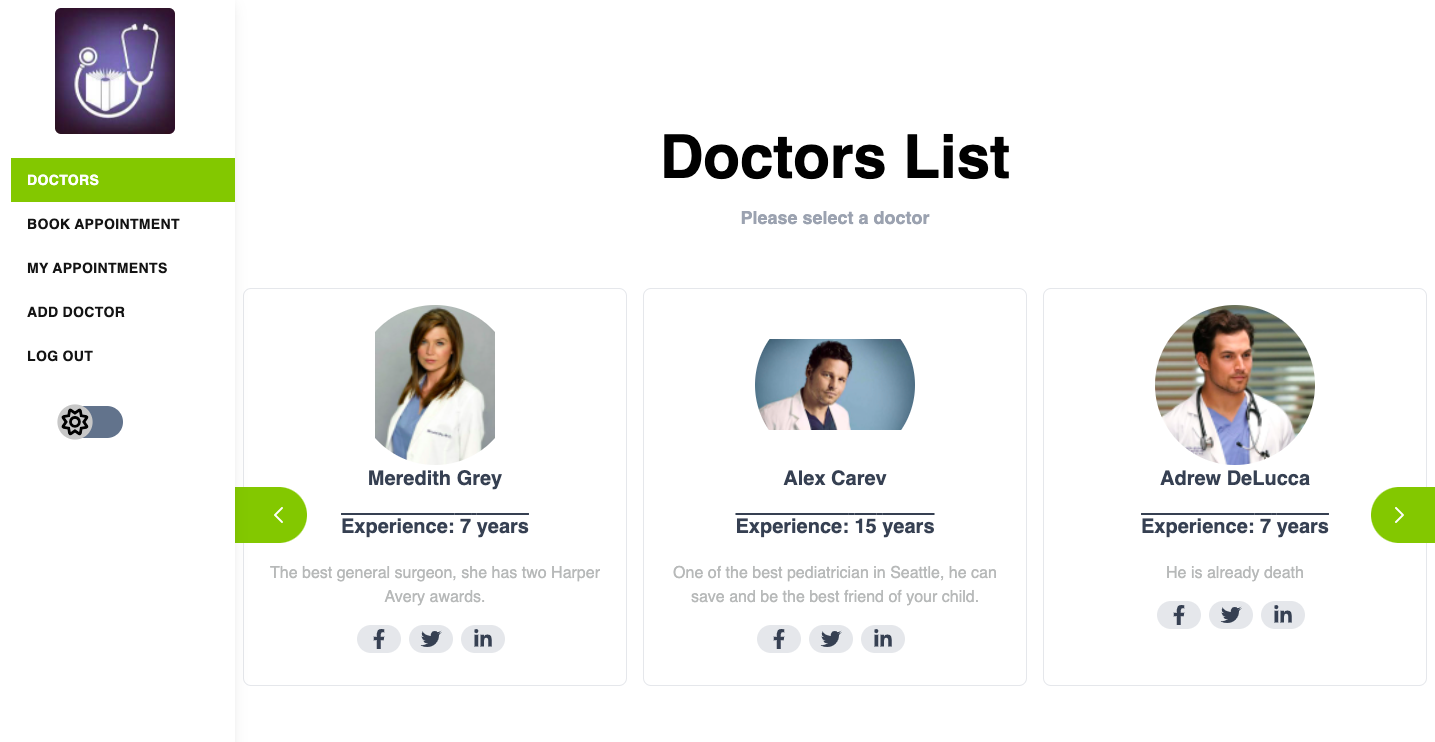 DOCTORS
BOOK APPOINTMENT
MY APPOINTMENTS
ADD DOCTOR
LOG OUT
Doctors List
Please select a doctor
Meredith Grey
Experience: 7 years
The best general surgeon, she has two Harper
Avery awards.
Alex Carev
Experience: 15 years
One of the best pediatrician in Seattle, he can
save and be the best friend of your child.
Adrew DeLucca
Experience: 7 years
He is already death